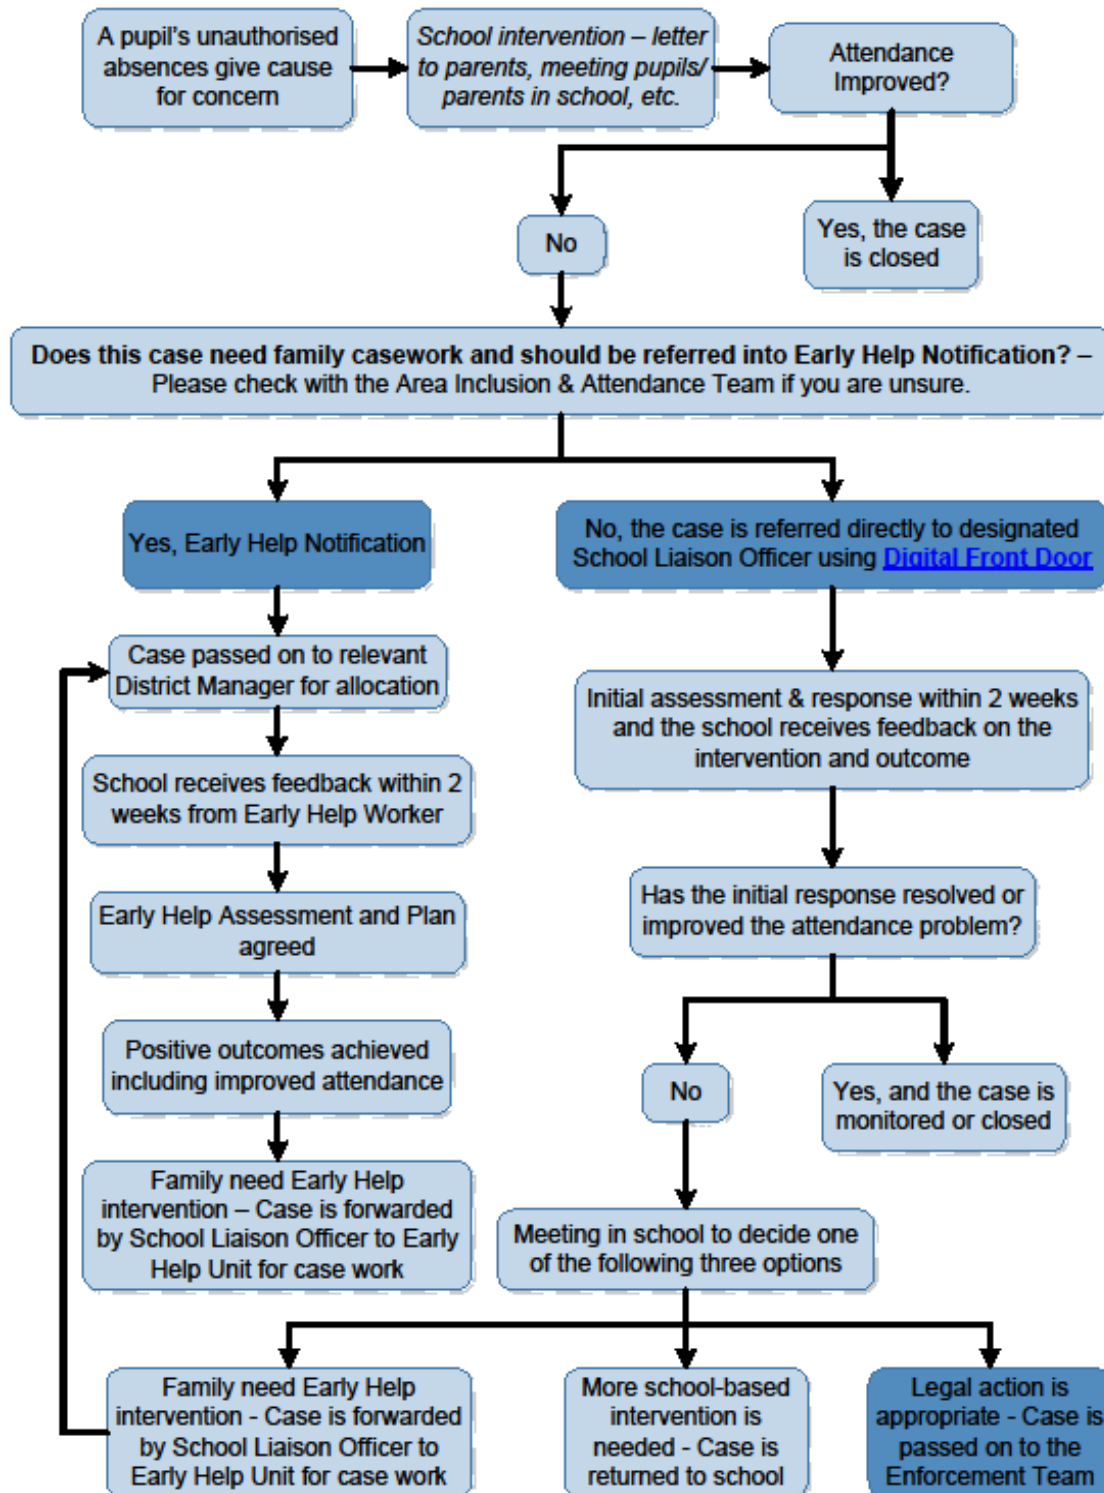 A pupil's unauthorised
absences give cause
for concern
School intervention – letter
to parents, meeting pupils/
parents in school, etc.
Attendance
Improved?
No
Yes, the case
is closed
Does this case need family casework and should be referred into Early Help Notification? –
Please check with the Area Inclusion & Attendance Team if you are unsure.
Yes, Early Help Notification
No, the case is referred directly to designated
School Liaison Officer using Digital Front Door
Case passed on to relevant
District Manager for allocation
Initial assessment & response within 2 weeks
and the school receives feedback on the
intervention and outcome
School receives feedback within 2
weeks from Early Help Worker
Has the initial response resolved or
improved the attendance problem?
Early Help Assessment and Plan
agreed
Positive outcomes achieved
including improved attendance
No
Yes, and the case is
monitored or closed
Family need Early Help
intervention – Case is forwarded
by School Liaison Officer to Early
Help Unit for case work
Meeting in school to decide one
of the following three options
Family need Early Help
intervention - Case is forwarded
by School Liaison Officer to
Early Help Unit for case work
More school-based
intervention is
needed - Case is
returned to school
Legal action is
appropriate - Case is
passed on to the
Enforcement Team